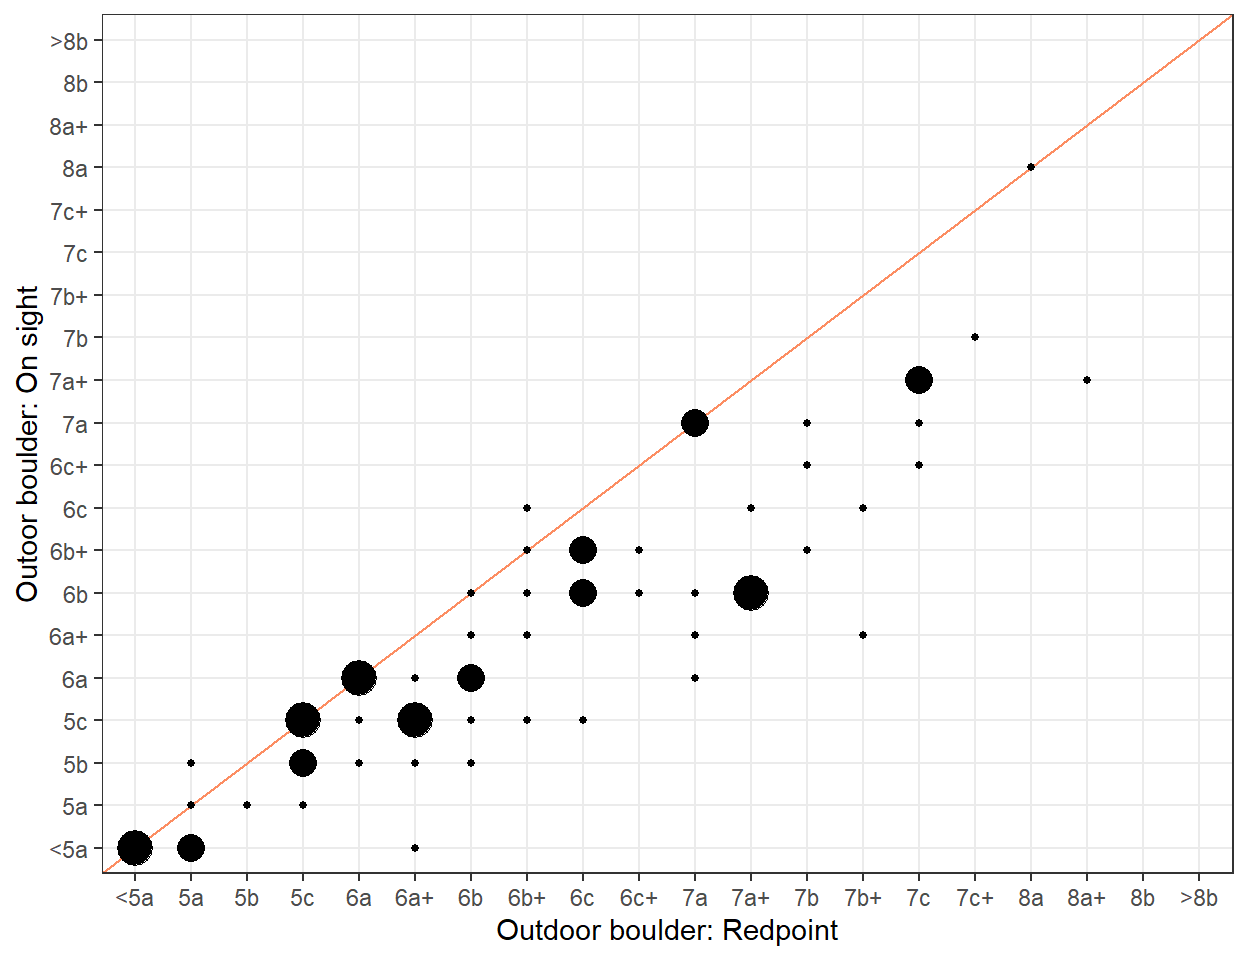 >8b
8b
8a+
8a
7c+
7c
7b+
7b
7a+
7a
6c+
6c
6b+
6b
6a+
6a
5c
5b
5a
<5a
Outoor boulder: On sight
<5a 5a 5b 5c 6a 6a+ 6b 6b+ 6c 6c+ 7a 7a+ 7b 7b+ 7c 7c+ 8a 8a+ 8b >8b
Outdoor boulder: Redpoint